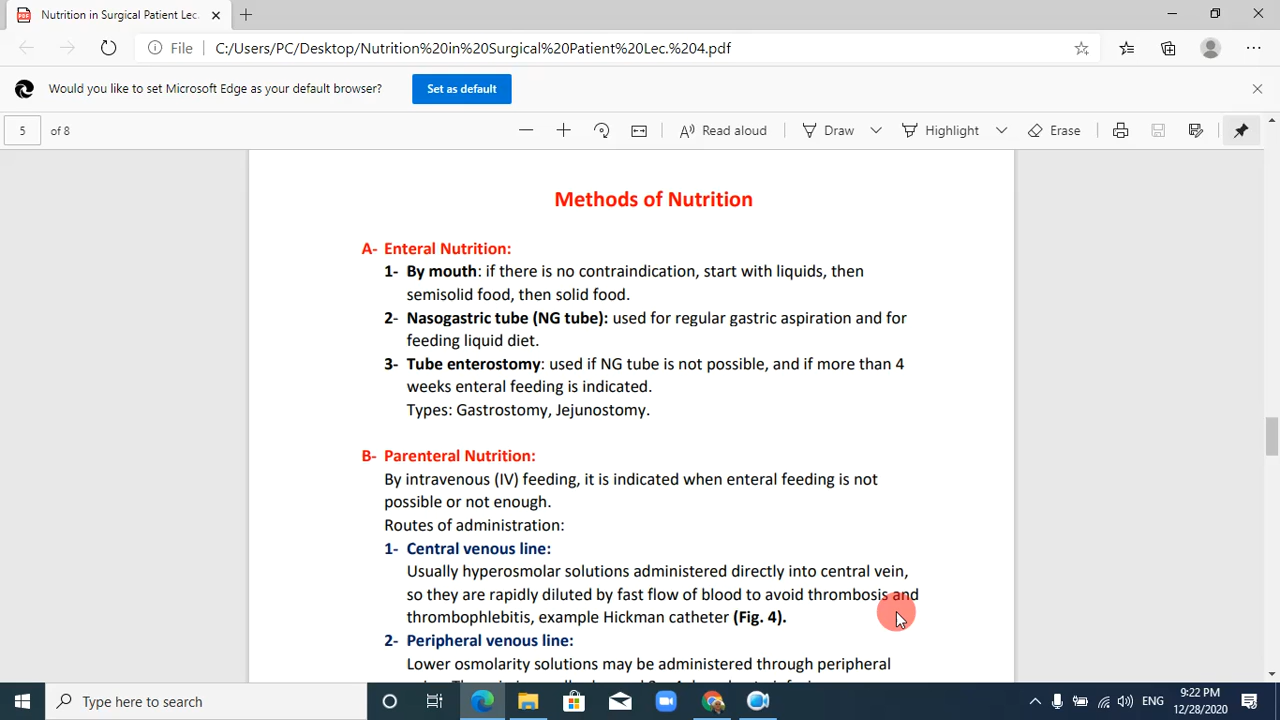 Nutrition in Surgical Patient Lec.
File C:/Users/PC/Desktop/Nutrition%20in%20Surgical%20Patient%20Lec.%204.pdf
Would you like to set Microsoft Edge as your default browser? Set as default
5 of 8 Read aloud Draw Highlight Erase
Methods of Nutrition
A- Enteral Nutrition:
1- By mouth: if there is no contraindication, start with liquids, then
semisolid food, then solid food.
2- Nasogastric tube (NG tube): used for regular gastric aspiration and for
feeding liquid diet.
3- Tube enterostomy: used if NG tube is not possible, and if more than 4
weeks enteral feeding is indicated.
Types: Gastrostomy, Jejunostomy.
B- Parenteral Nutrition:
By intravenous (IV) feeding, it is indicated when enteral feeding is not
possible or not enough.
Routes of administration:
1- Central venous line:
Usually hyperosmolar solutions administered directly into central vein,
so they are rapidly diluted by fast flow of blood to avoid thrombosis and
thrombophlebitis, example Hickman catheter (Fig. 4).
2- Peripheral venous line:
Lower osmolarity solutions may be administered through peripheral
Type here to search ENG 9:22 PM
12/28/2020